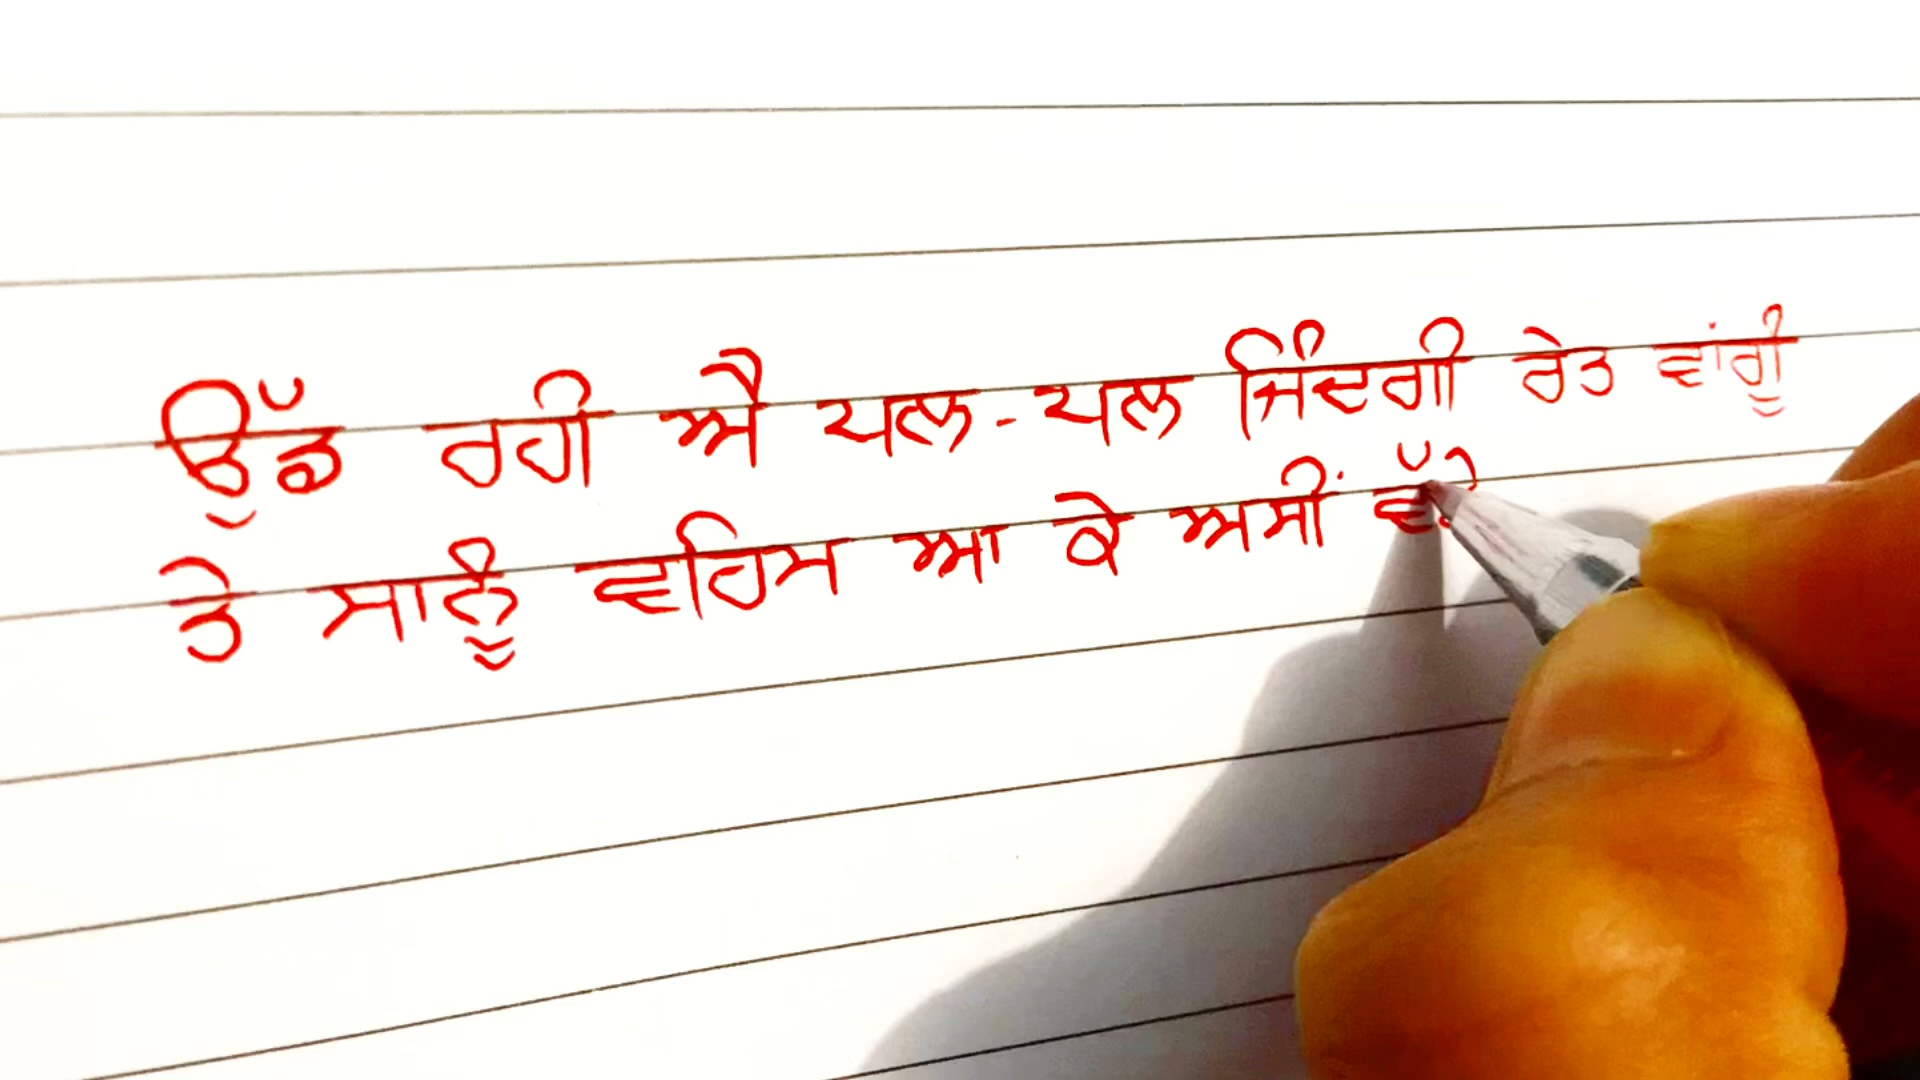 ਉੱਡ ਰਹੀ ਐ ਪਲ-ਪਲ ਜ਼ਿੰਦਗੀ ਰੇਤ ਵਾਂਗੂੰ
ਤੇ ਸਾਨੂੰ ਵਹਿਮ ਆ ਕੇ ਅਸੀਂ